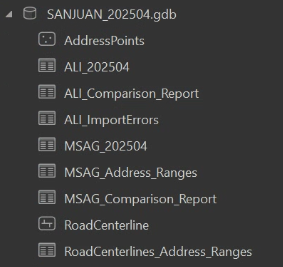 SANJUAN_202504.gdb
AddressPoints
ALI_202504
ALI_Comparison_Report
ALI_ImportErrors
MSAG_202504
MSAG_Address_Ranges
MSAG_Comparison_Report
RoadCenterline
RoadCenterlines_Address_Ranges